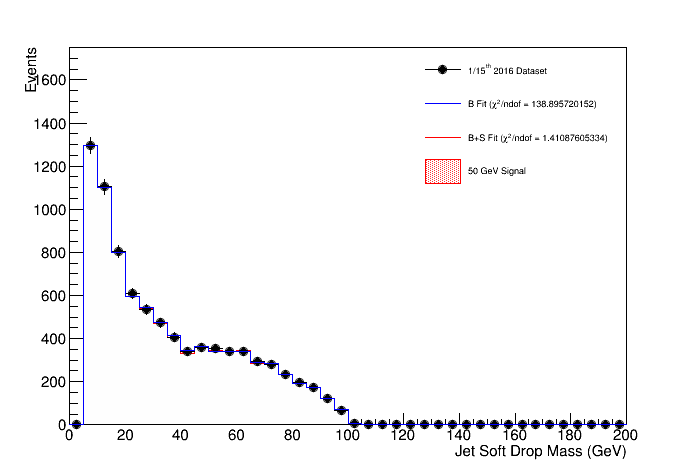 Events
1600
1400
1200
1000
800
600
400
200
0
0 20 40 60 80 100 120 140 160 180 200
Jet Soft Drop Mass (GeV)
1/15th 2016 Dataset
B Fit (χ²/ndof = 138.895720152)
B+S Fit (χ²/ndof = 1.41087605334)
50 GeV Signal